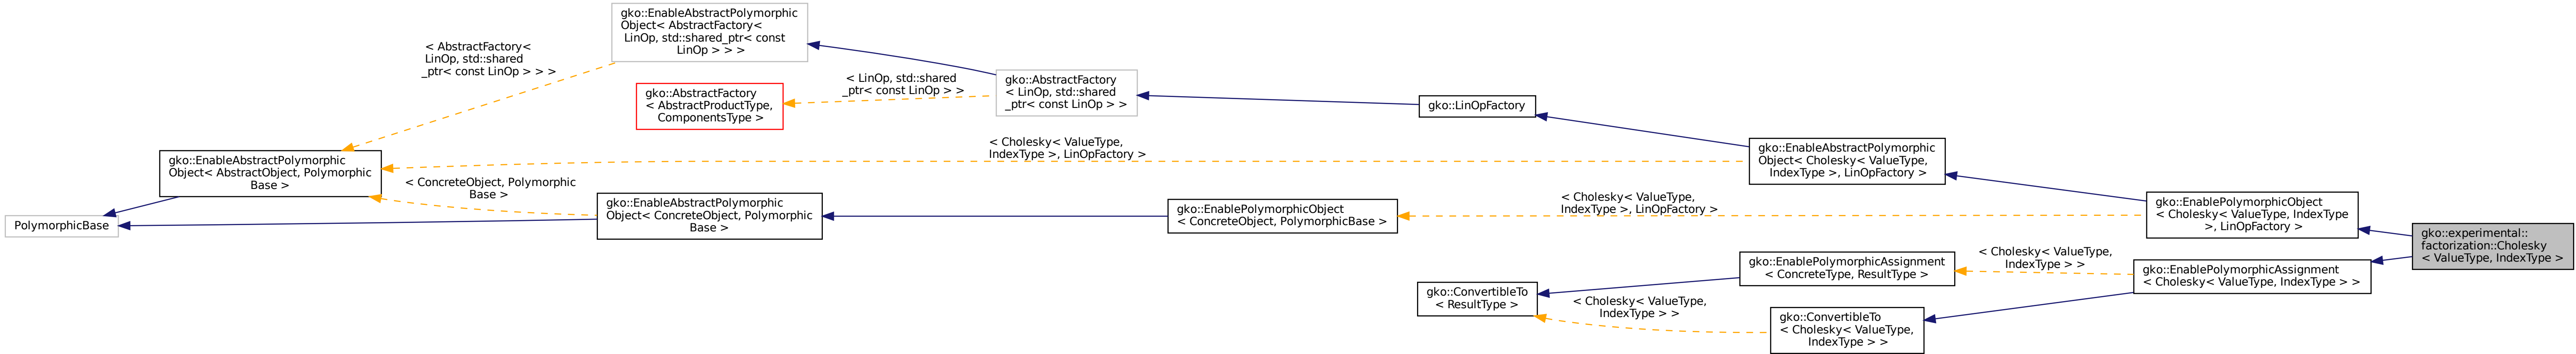 gko::EnableAbstractPolymorphic
Object< AbstractFactory<
LinOp, std::shared_ptr< const
LinOp > > >
< AbstractFactory<
LinOp, std::shared
_ptr< const LinOp > > >
gko::AbstractFactory
< AbstractProductType,
ComponentsType >
< LinOp, std::shared
_ptr< const LinOp > >
gko::AbstractFactory
< LinOp, std::shared
_ptr< const LinOp > >
gko::LinOpFactory
< Cholesky< ValueType,
IndexType >, LinOpFactory >
gko::EnableAbstractPolymorphic
Object< Cholesky< ValueType,
IndexType >, LinOpFactory >
gko::EnableAbstractPolymorphic
Object< AbstractObject, Polymorphic
Base >
< ConcreteObject, Polymorphic
Base >
PolymorphicBase
gko::EnableAbstractPolymorphic
Object< ConcreteObject, Polymorphic
Base >
gko::EnablePolymorphicObject
< ConcreteObject, PolymorphicBase >
< Cholesky< ValueType,
IndexType >, LinOpFactory >
gko::EnablePolymorphicObject
< Cholesky< ValueType, IndexType
>, LinOpFactory >
gko::experimental::
factorization::Cholesky
< ValueType, IndexType >
gko::EnablePolymorphicAssignment
< ConcreteType, ResultType >
< Cholesky< ValueType,
IndexType > >
gko::EnablePolymorphicAssignment
< Cholesky< ValueType, IndexType > >
gko::ConvertibleTo
< ResultType >
< Cholesky< ValueType,
IndexType > >
gko::ConvertibleTo
< Cholesky< ValueType,
IndexType > >